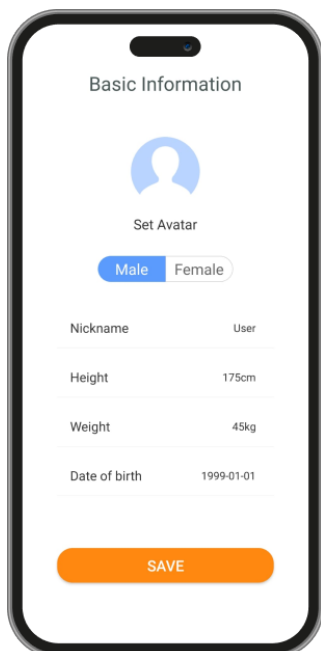 Basic Information
Set Avatar
Male Female
Nickname User
Height 175cm
Weight 45kg
Date of birth 1999-01-01
SAVE